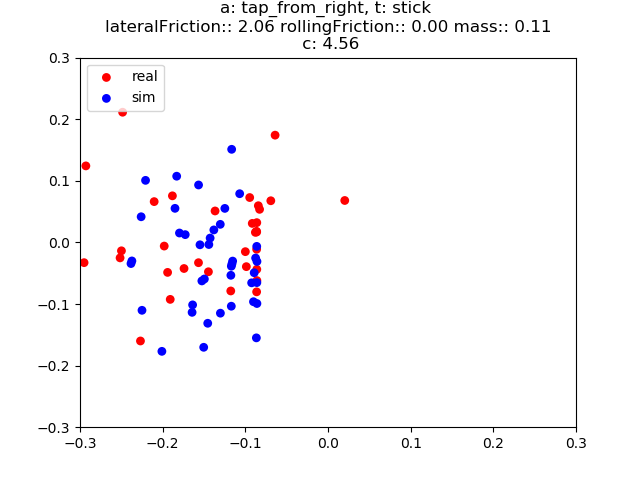 a: tap_from_right, t: stick
lateralFriction:: 2.06 rollingFriction:: 0.00 mass:: 0.11
c: 4.56
real
sim
0.3
0.2
0.1
0.0
−0.1
−0.2
−0.3
−0.3 −0.2 −0.1 0.0 0.1 0.2 0.3